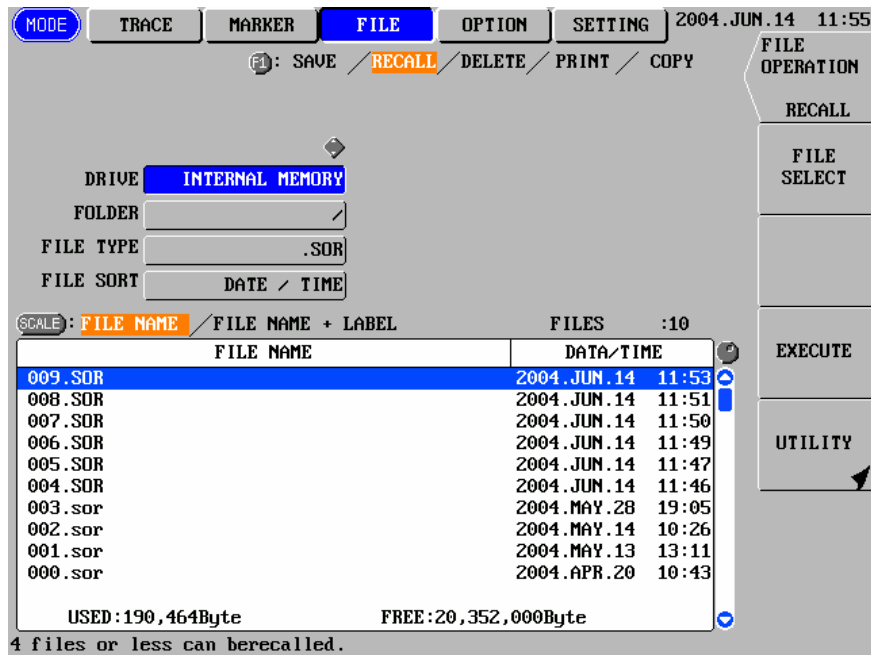 MODE TRACE MARKER FILE OPTION SETTING 2004.JUN.14 11:55
F1: SAVE / RECALL / DELETE / PRINT / COPY
FILE
OPERATION
RECALL
FILE
SELECT
EXECUTE
UTILITY
DRIVE INTERNAL MEMORY
FOLDER /
FILE TYPE .SOR
FILE SORT DATE / TIME
SCALE: FILE NAME / FILE NAME + LABEL FILES :10
FILE NAME DATA/TIME
009.SOR 2004.JUN.14 11:53
008.SOR 2004.JUN.14 11:51
007.SOR 2004.JUN.14 11:50
006.SOR 2004.JUN.14 11:49
005.SOR 2004.JUN.14 11:47
004.SOR 2004.JUN.14 11:46
003.sor 2004.MAY.28 19:05
002.sor 2004.MAY.14 10:26
001.sor 2004.MAY.13 13:11
000.sor 2004.APR.20 10:43
USED:190,464Byte FREE:20,352,000Byte
4 files or less can berecalled.